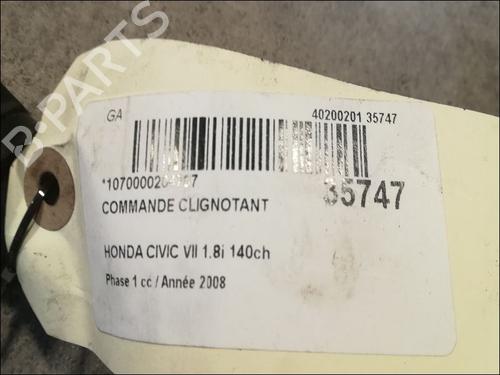 B-PARTS
GA
40200201 35747
35747
COMMANDE CLIGNOTANT
HONDA CIVIC VII 1.8i 140ch
Phase 1 cc / Année 2008